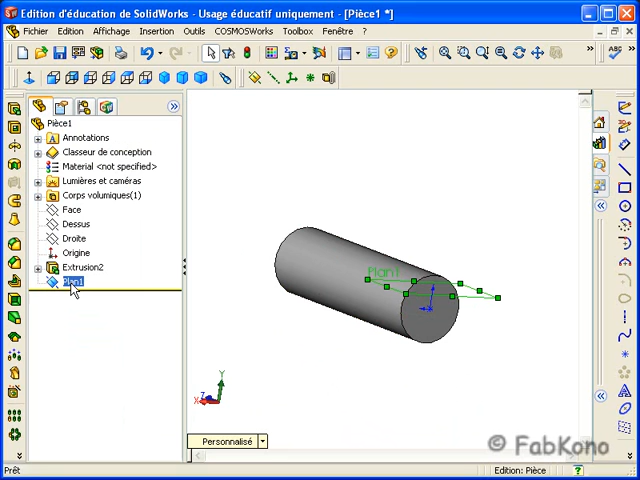 Edition d'éducation de SolidWorks - Usage éducatif uniquement - [Pièce1 *]
Fichier Edition Affichage Insertion Outils COSMOSWorks Toolbox Fenêtre ?
Pièce1
Annotations
Classeur de conception
Material <not specified>
Lumières et caméras
Corps volumiques(1)
Face
Dessus
Droite
Origine
Extrusion2
Plan1
Plan1
Y
Z
X
Personnalisé
© FabKono
Prêt
Edition: Pièce